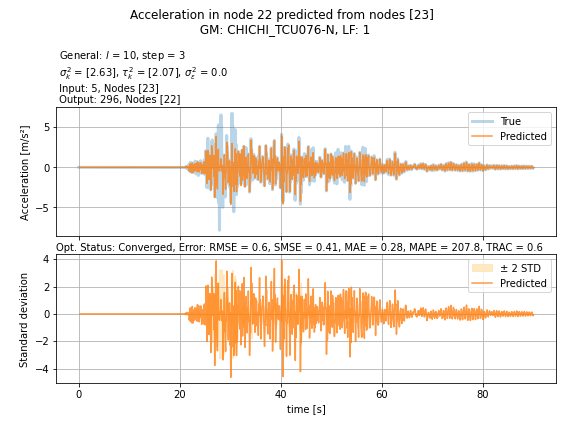 Acceleration in node 22 predicted from nodes [23]
GM: CHICHI_TCU076-N, LF: 1
General: l = 10, step = 3
σ²ₖ = [2.63], τ²ₖ = [2.07], σ²ε = 0.0
Input: 5, Nodes [23]
Output: 296, Nodes [22]
True
Predicted
Acceleration [m/s²]
5
0
−5
Opt. Status: Converged, Error: RMSE = 0.6, SMSE = 0.41, MAE = 0.28, MAPE = 207.8, TRAC = 0.6
± 2 STD
Predicted
Standard deviation
4
2
0
−2
−4
0 20 40 60 80
time [s]